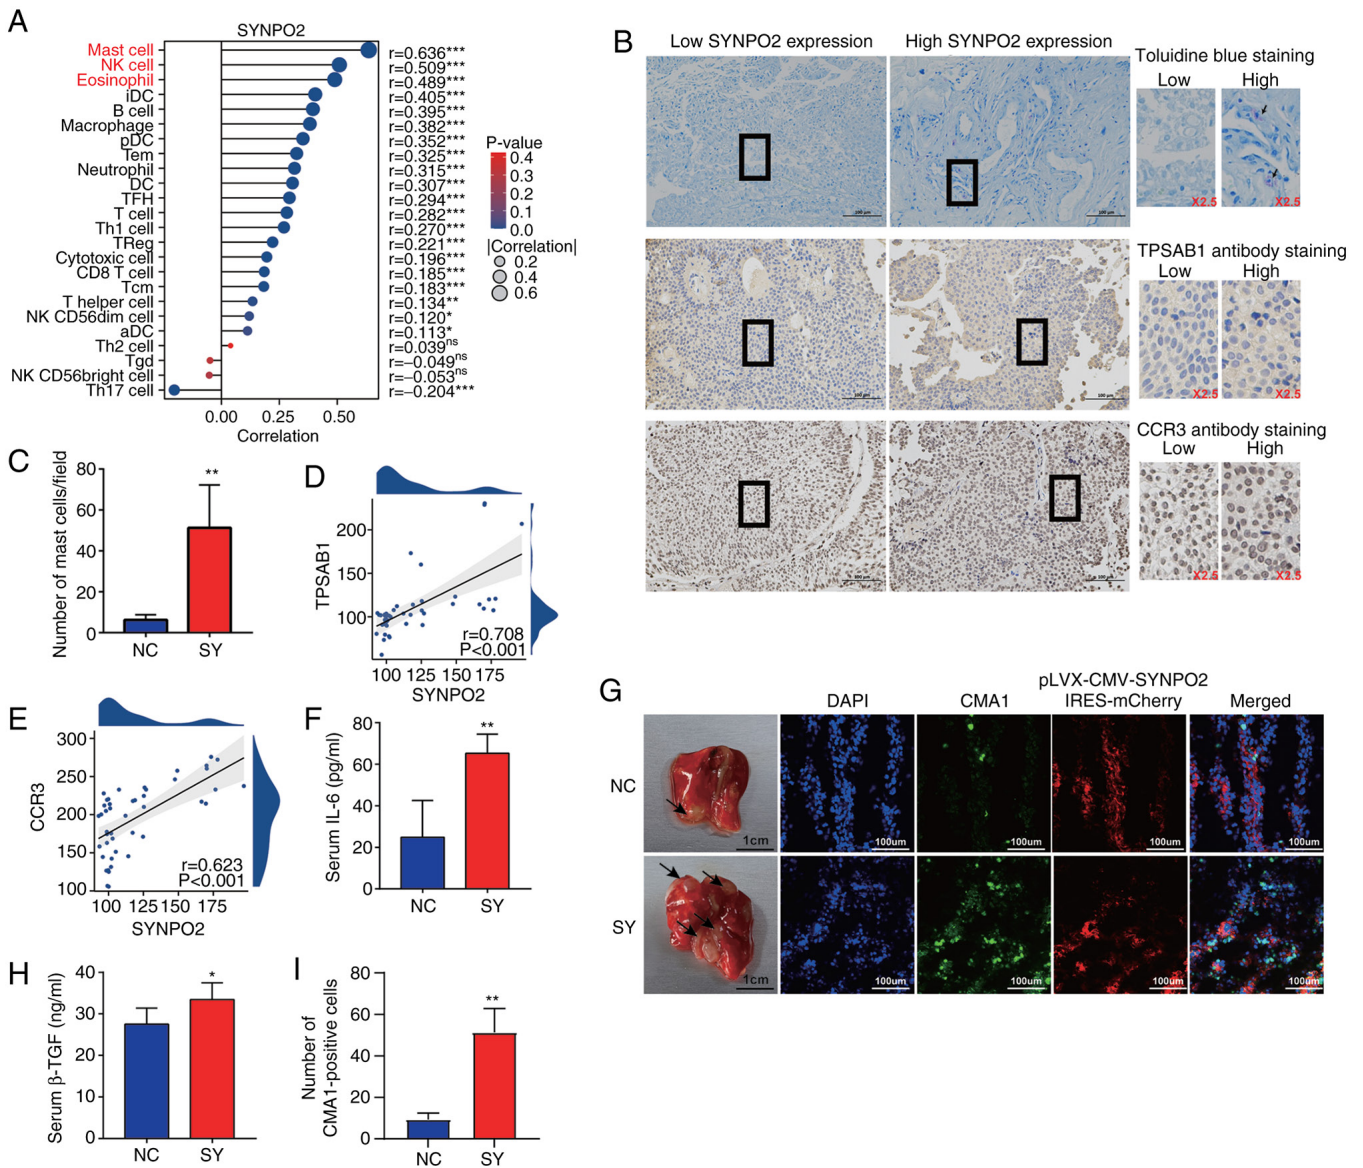 A
SYNPO2
Mast cell r=0.636***
NK cell r=0.509***
Eosinophil r=0.489***
iDC r=0.405***
B cell r=0.395***
Macrophage r=0.382***
pDC r=0.352***
Tem r=0.325***
Neutrophil r=0.315***
DC r=0.307***
TFH r=0.294***
T cell r=0.282***
Th1 cell r=0.270***
TReg r=0.221***
Cytotoxic cell r=0.196***
CD8 T cell r=0.185***
Tcm r=0.183***
T helper cell r=0.134**
NK CD56dim cell r=0.120*
aDC r=0.113*
Th2 cell r=0.039ns
Tgd r=−0.049ns
NK CD56bright cell r=−0.053ns
Th17 cell r=−0.204***
0.00 0.25 0.50
Correlation
P-value
0.4
0.3
0.2
0.1
0.0
|Correlation|
0.2
0.4
0.6
B
Low SYNPO2 expression High SYNPO2 expression
Toluidine blue staining
Low High
100 µm 100 µm
X2.5 X2.5
TPSAB1 antibody staining
Low High
100 µm 100 µm
X2.5 X2.5
CCR3 antibody staining
Low High
100 µm 100 µm
X2.5 X2.5
C
Number of mast cells/field
80
60
40
20
0
**
NC SY
D
TPSAB1
200
150
100
r=0.708
P<0.001
100 125 150 175
SYNPO2
E
CCR3
300
250
200
150
100
r=0.623
P<0.001
100 125 150 175
SYNPO2
F
Serum IL-6 (pg/ml)
80
60
40
20
0
**
NC SY
G
DAPI CMA1 pLVX-CMV-SYNPO2
IRES-mCherry Merged
NC
1cm 100um 100um 100um 100um
SY
1cm 100um 100um 100um 100um
H
Serum β-TGF (ng/ml)
40
30
20
10
0
*
NC SY
I
Number of
CMA1-positive cells
80
60
40
20
0
**
NC SY